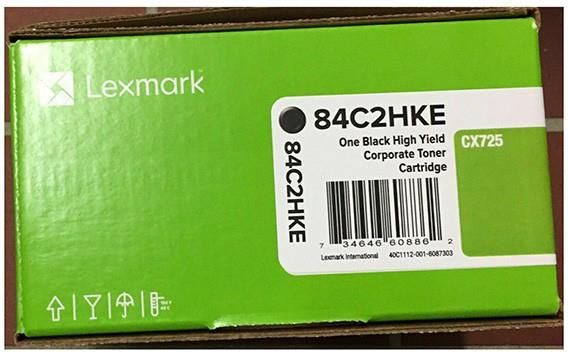 Lexmark
84C2HKE
One Black High Yield
Corporate Toner
Cartridge
CX725
84C2HKE
7 34646 60886 2
Lexmark International 40C1112-001-6087303